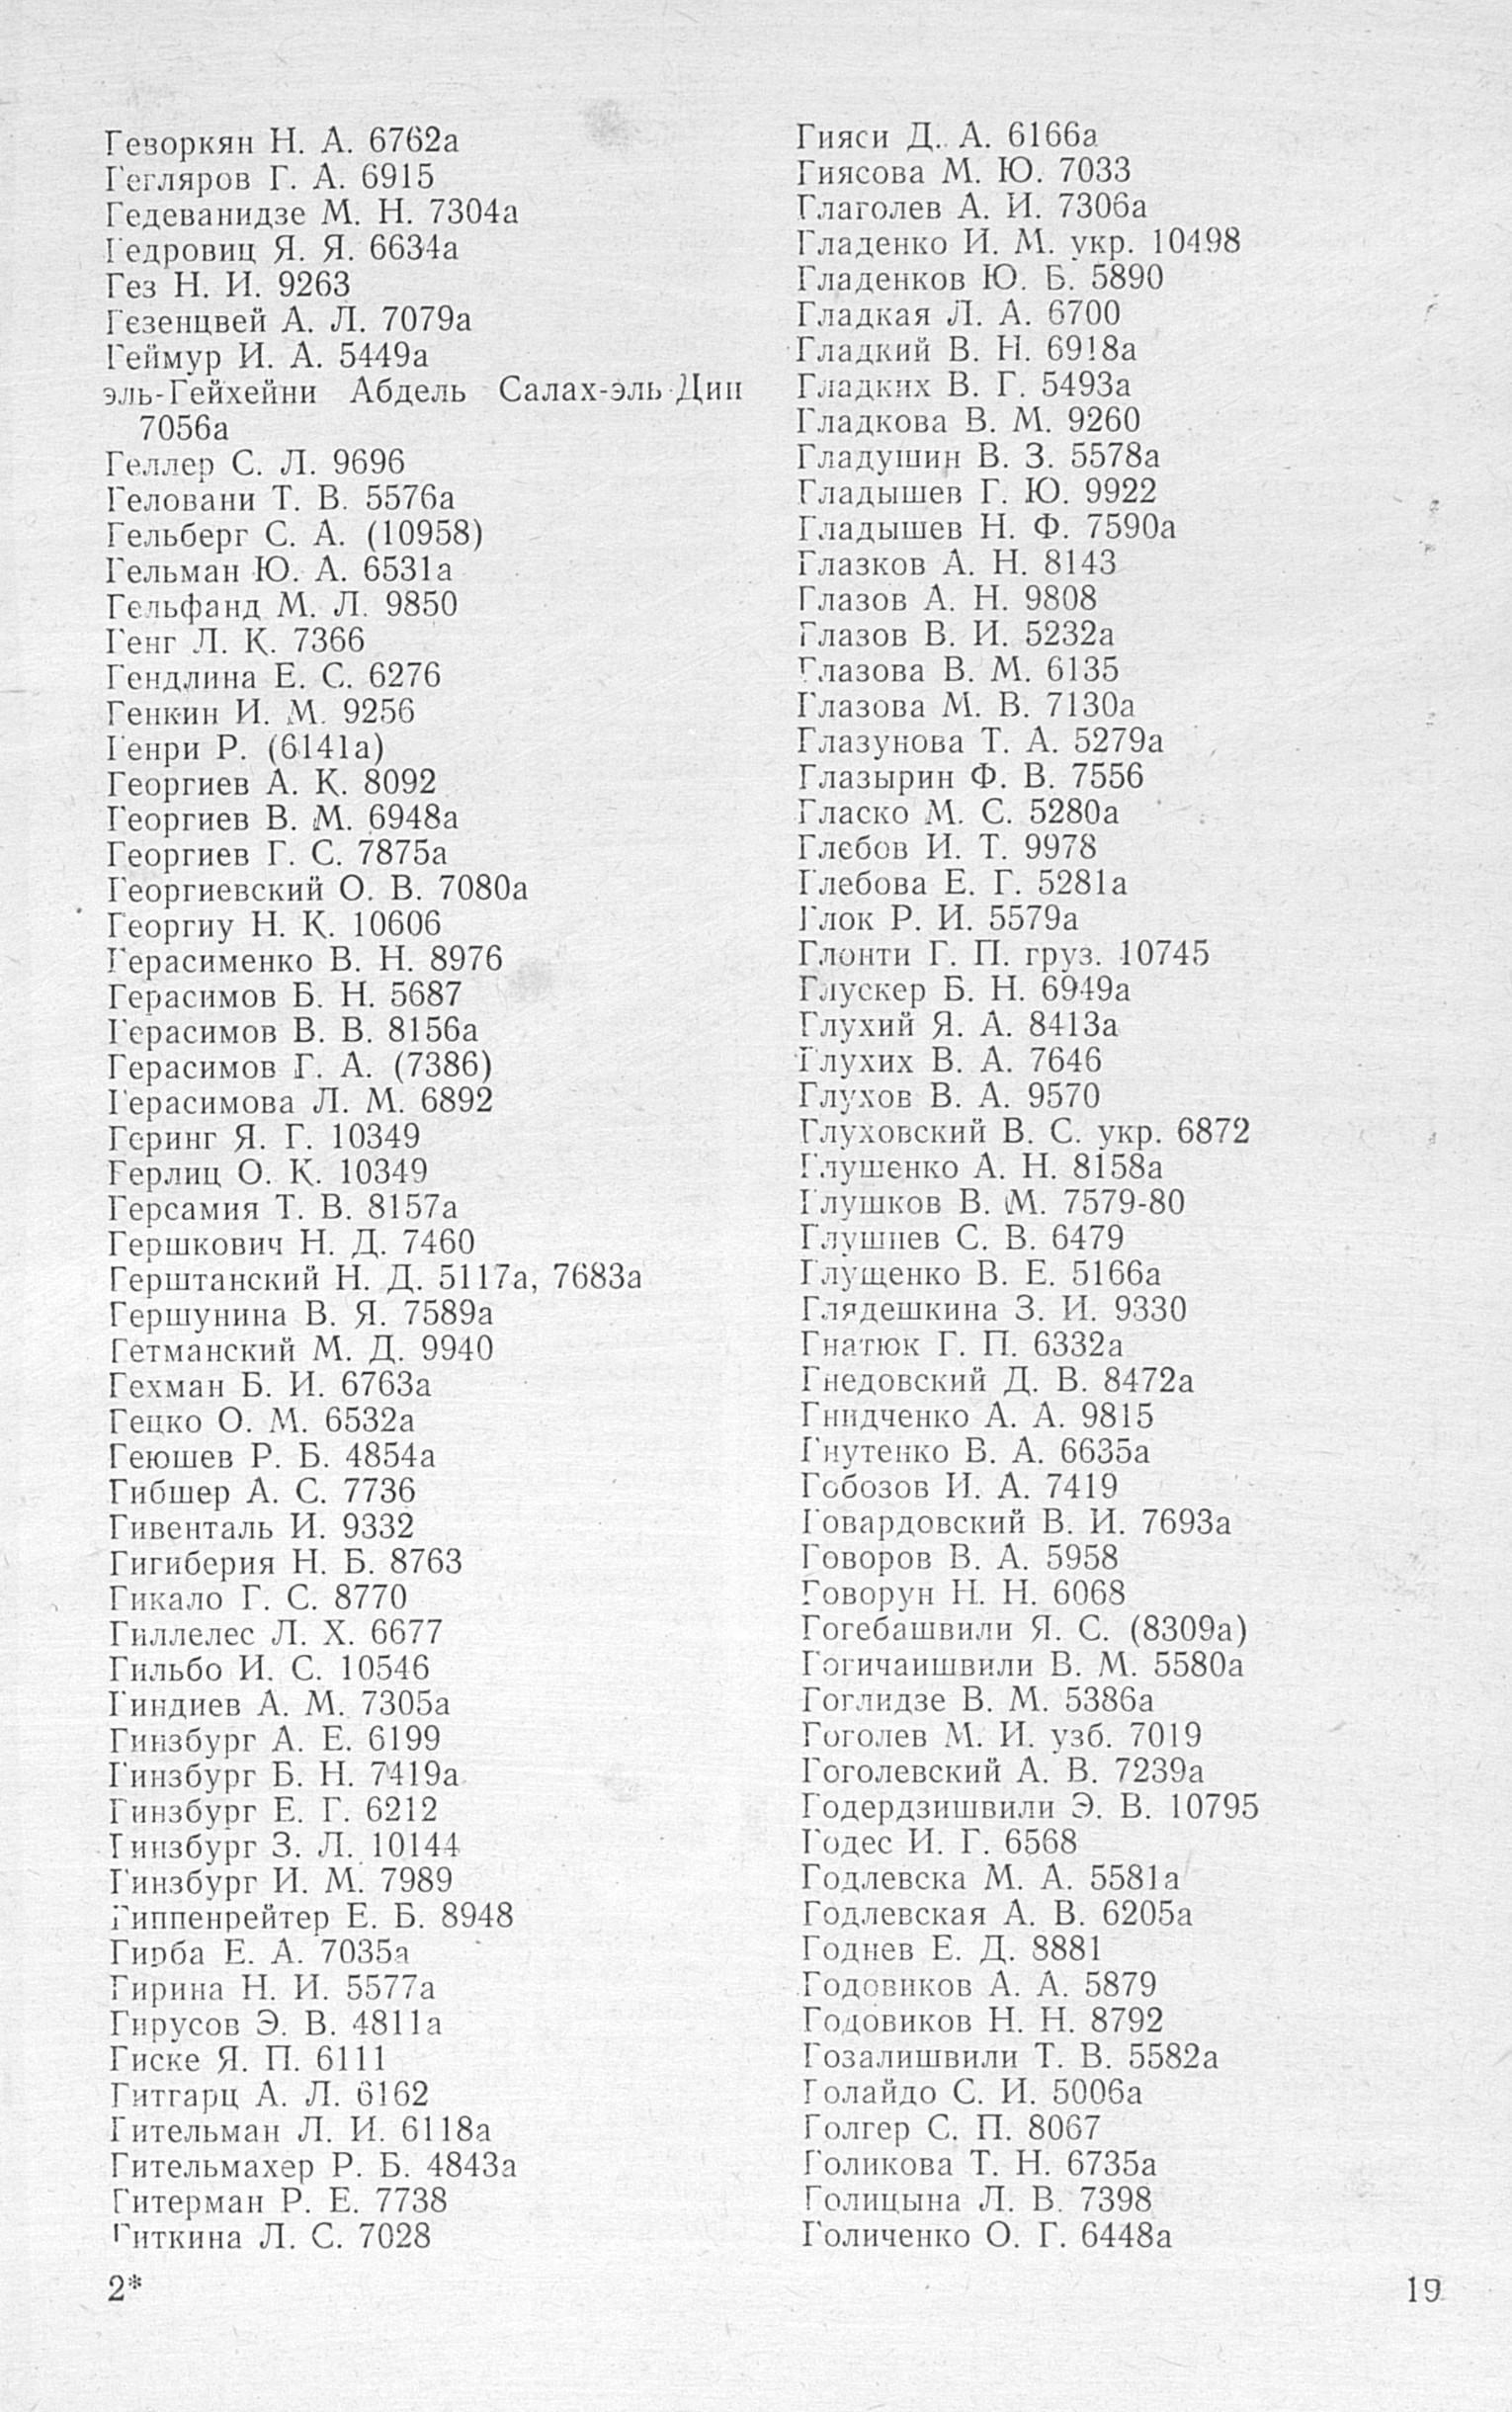 Геворкян Н. А. 6762а
Гегляров Г. А. 6915
Гедеванидзе М. Н. 7304а
Гедровиц Я. Я. 6634а
Гез Н. И. 9263
Гезенцвей А. Л. 7079а
Геймур И. А. 5449а
эль-Гейхейни Абдель Салах-эль-Дин
7056а
Геллер С. Л. 9696
Геловани Т. В. 5576а
Гельберг С. А. (10958)
Гельман Ю. А. 6531а
Гельфанд М. Л. 9850
Генг Л. К. 7366
Гендлина Е. С. 6276
Генкин И. М. 9256
Генри Р. (6141а)
Георгиев А. К. 8092
Георгиев В. М. 6948а
Георгиев Г. С. 7875а
Георгиевский О. В. 7080а
Георгиу Н. К. 10606
Герасименко В. Н. 8976
Герасимов Б. Н. 5687
Герасимов В. В. 8156а
Герасимов Г. А. (7386)
Герасимова Л. М. 6892
Геринг Я. Г. 10349
Герлиц О. К. 10349
Герсамия Т. В. 8157а
Гершкович Н. Д. 7460
Герштанский Н. Д. 5117а, 7683а
Гершунина В. Я. 7589а
Гетманский М. Д. 9940
Гехман Б. И. 6763а
Гецко О. М. 6532а
Геюшев Р. Б. 4854а
Гибшер А. С. 7736
Гивенталь И. 9332
Гигиберия Н. Б. 8763
Гикало Г. С. 8770
Гиллелес Л. Х. 6677
Гильбо И. С. 10546
Гиндиев А. М. 7305а
Гинзбург А. Е. 6199
Гинзбург Б. Н. 7419а
Гинзбург Е. Г. 6212
Гинзбург З. Л. 10144
Гинзбург И. М. 7989
Гиппенрейтер Е. Б. 8948
Гирба Е. А. 7035а
Гирина Н. И. 5577а
Гирусов Э. В. 4811а
Гиске Я. П. 6111
Гитгарц А. Л. 6162
Гительман Л. И. 6118а
Гительмахер Р. Б. 4843а
Гитерман Р. Е. 7738
Гиткина Л. С. 7028
2*
Гияси Д. А. 6166а
Гиясова М. Ю. 7033
Глаголев А. И. 7306а
Гладенко И. М. укр. 10498
Гладенков Ю. Б. 5890
Гладкая Л. А. 6700
Гладкий В. Н. 6918а
Гладких В. Г. 5493а
Гладкова В. М. 9260
Гладушин В. З. 5578а
Гладышев Г. Ю. 9922
Гладышев Н. Ф. 7590а
Глазков А. Н. 8143
Глазов А. Н. 9808
Глазов В. И. 5232а
Глазова В. М. 6135
Глазова М. В. 7130а
Глазунова Т. А. 5279а
Глазырин Ф. В. 7556
Гласко М. С. 5280а
Глебов И. Т. 9978
Глебова Е. Г. 5281а
Глок Р. И. 5579а
Глонти Г. П. груз. 10745
Глускер Б. Н. 6949а
Глухий Я. А. 8413а
Глухих В. А. 7646
Глухов В. А. 9570
Глуховский В. С. укр. 6872
Глушенко А. Н. 8158а
Глушков В. М. 7579-80
Глушнев С. В. 6479
Глущенко В. Е. 5166а
Глядешкина З. И. 9330
Гнатюк Г. П. 6332а
Гнедовский Д. В. 8472а
Гнидченко А. А. 9815
Гнутенко В. А. 6635а
Гобозов И. А. 7419
Говардовский В. И. 7693а
Говоров В. А. 5958
Говорун Н. Н. 6068
Гогебашвили Я. С. (8309а)
Гогичаишвили В. М. 5580а
Гоглидзе В. М. 5386а
Гоголев М. И. узб. 7019
Гоголевский А. В. 7239а
Годердзишвили Э. В. 10795
Годес И. Г. 6568
Годлевска М. А. 5581а
Годлевская А. В. 6205а
Годнев Е. Д. 8881
Годовиков А. А. 5879
Годовиков Н. Н. 8792
Гозалишвили Т. В. 5582а
Голайдо С. И. 5006а
Голгер С. П. 8067
Голикова Т. Н. 6735а
Голицына Л. В. 7398
Голиченко О. Г. 6448а
19